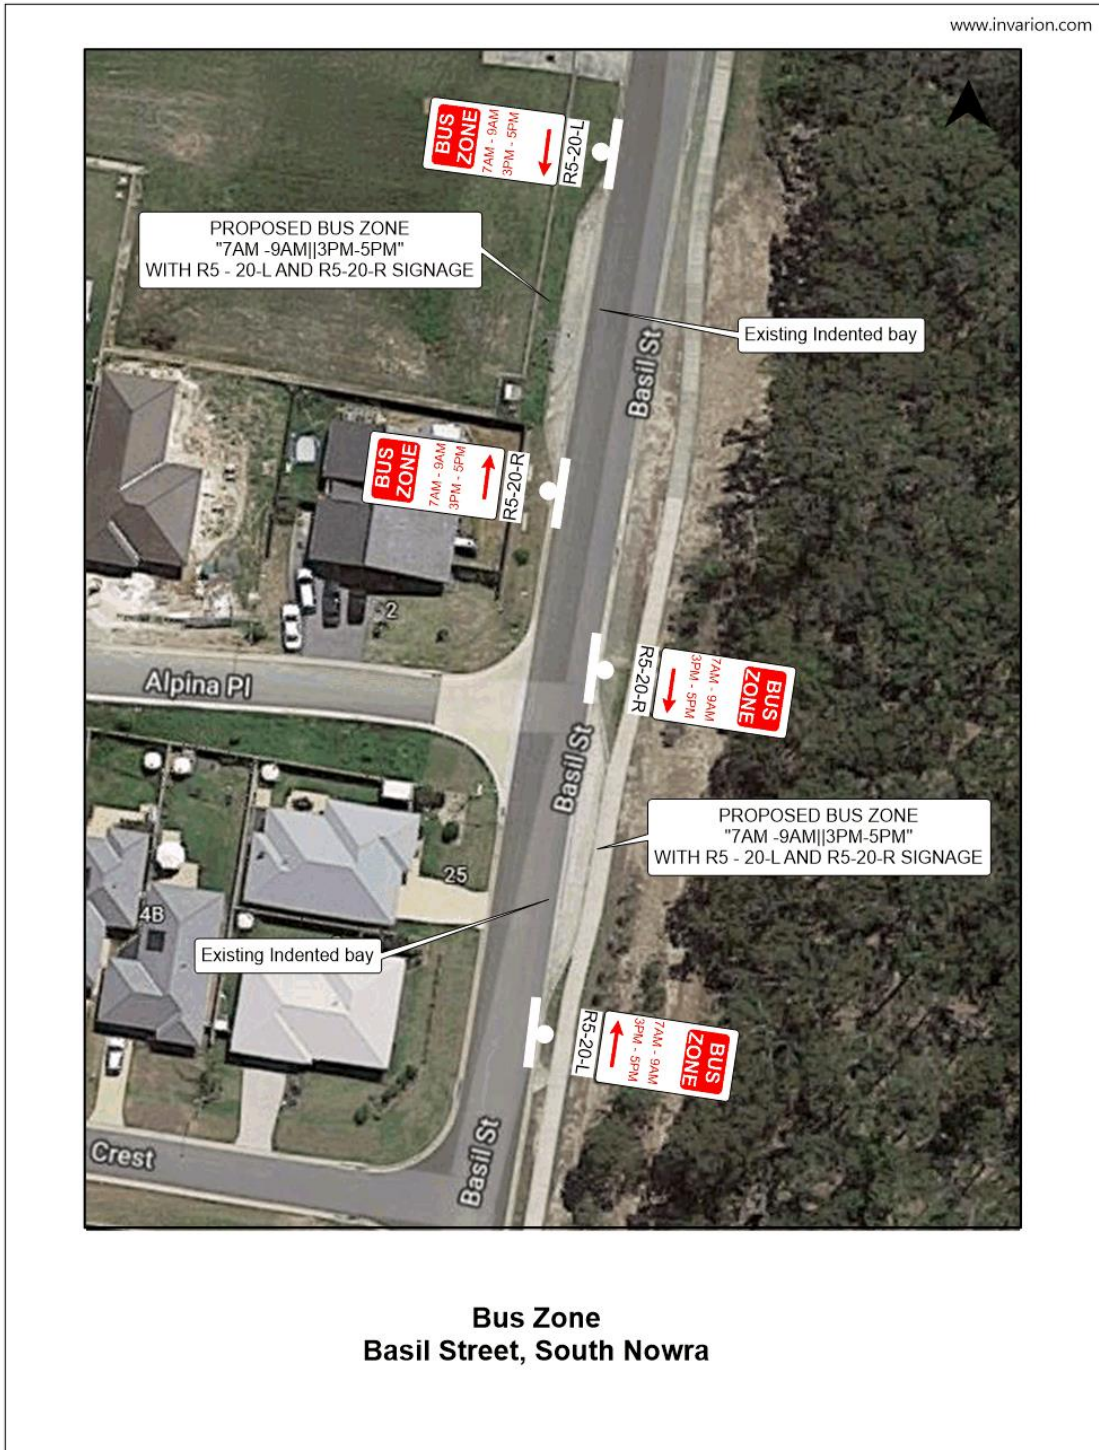 www.invarion.com
BUS
ZONE
7AM - 9AM
3PM - 5PM
R5-20-L
PROPOSED BUS ZONE
"7AM -9AM||3PM-5PM"
WITH R5 - 20-L AND R5-20-R SIGNAGE
Existing Indented bay
Basil St
BUS
ZONE
7AM - 9AM
3PM - 5PM
R5-20-R
2
Alpina Pl
R5-20-R
BUS
ZONE
7AM - 9AM
3PM - 5PM
Basil St
PROPOSED BUS ZONE
"7AM -9AM||3PM-5PM"
WITH R5 - 20-L AND R5-20-R SIGNAGE
25
4B
Existing Indented bay
R5-20-L
BUS
ZONE
7AM - 9AM
3PM - 5PM
Basil St
Crest
Bus Zone
Basil Street, South Nowra